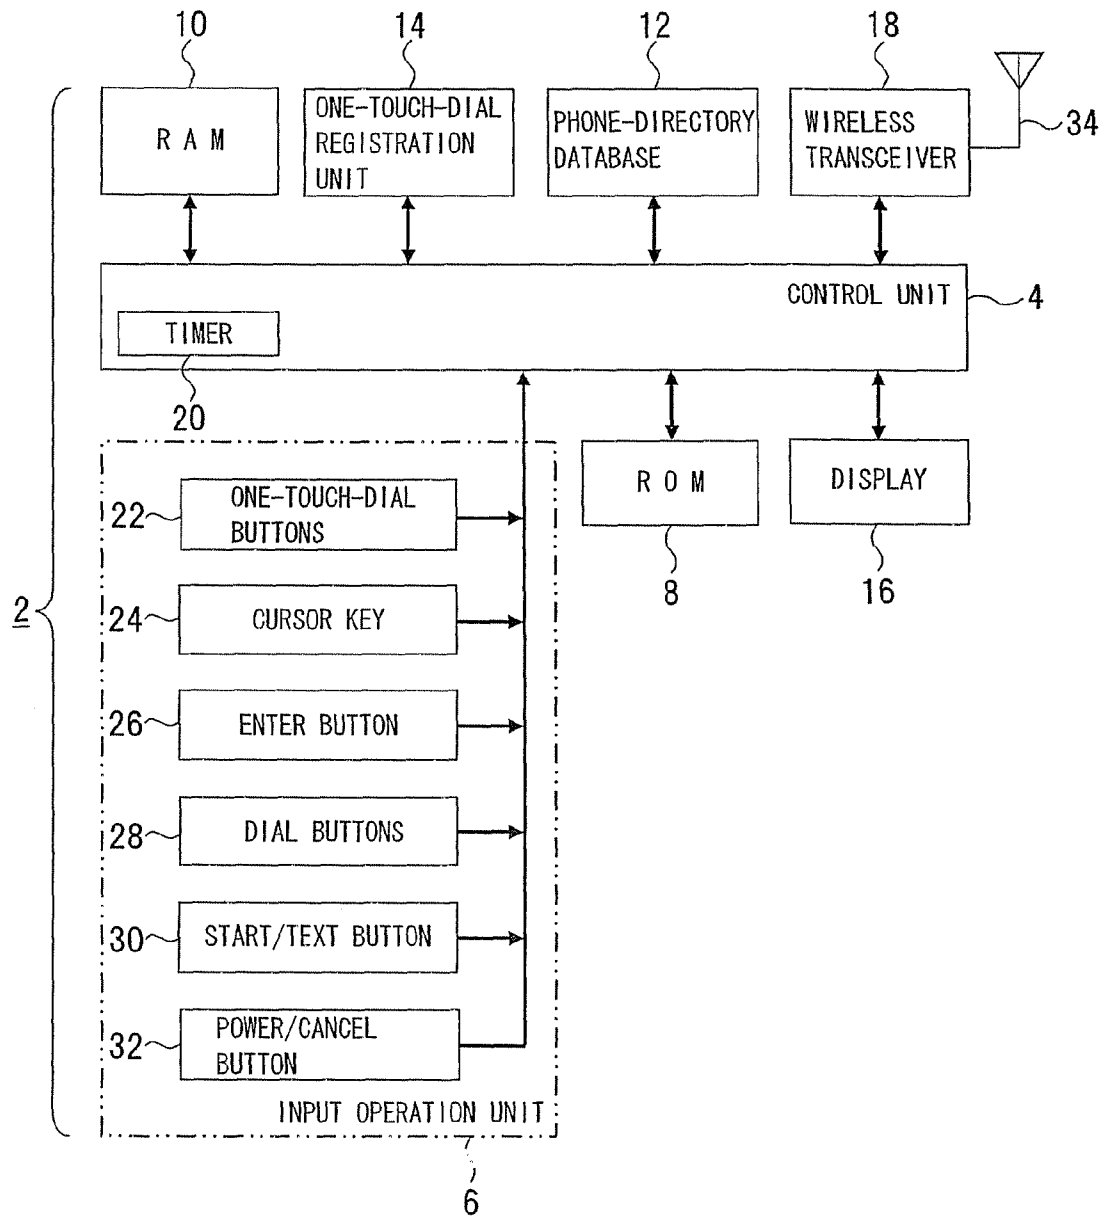 10
14
12
18
R A M
ONE-TOUCH-DIAL
REGISTRATION
UNIT
PHONE-DIRECTORY
DATABASE
WIRELESS
TRANSCEIVER
34
CONTROL UNIT
4
TIMER
20
2
R O M
8
DISPLAY
16
22
ONE-TOUCH-DIAL
BUTTONS
24
CURSOR KEY
26
ENTER BUTTON
28
DIAL BUTTONS
30
START/TEXT BUTTON
32
POWER/CANCEL
BUTTON
INPUT OPERATION UNIT
6